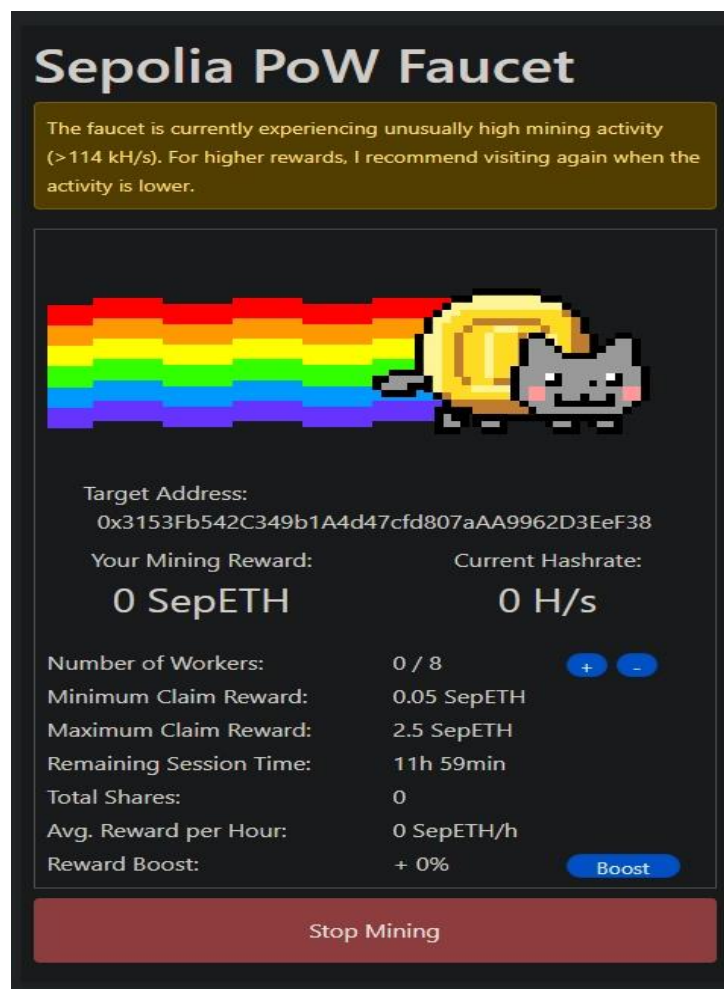 Sepolia PoW Faucet
The faucet is currently experiencing unusually high mining activity
(>114 kH/s). For higher rewards, I recommend visiting again when the
activity is lower.
Target Address:
0x3153Fb542C349b1A4d47cfd807aAA9962D3EeF38
Your Mining Reward: Current Hashrate:
0 SepETH 0 H/s
Number of Workers: 0 / 8 + -
Minimum Claim Reward: 0.05 SepETH
Maximum Claim Reward: 2.5 SepETH
Remaining Session Time: 11h 59min
Total Shares: 0
Avg. Reward per Hour: 0 SepETH/h
Reward Boost: + 0% Boost
Stop Mining